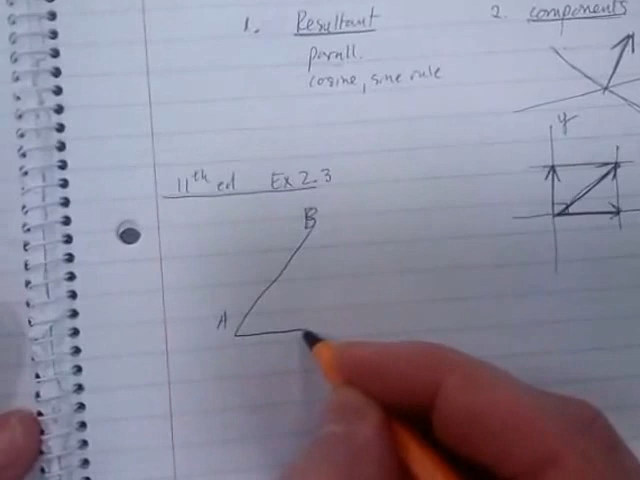 1. Resultant
parall.
cosine, sine rule
2. components
y
11th ed Ex 2.3
B
A